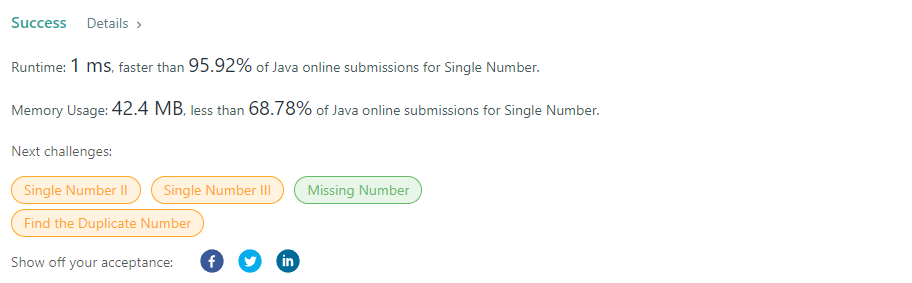 Success Details >
Runtime: 1 ms, faster than 95.92% of Java online submissions for Single Number.
Memory Usage: 42.4 MB, less than 68.78% of Java online submissions for Single Number.
Next challenges:
Single Number II Single Number III Missing Number
Find the Duplicate Number
Show off your acceptance: f in